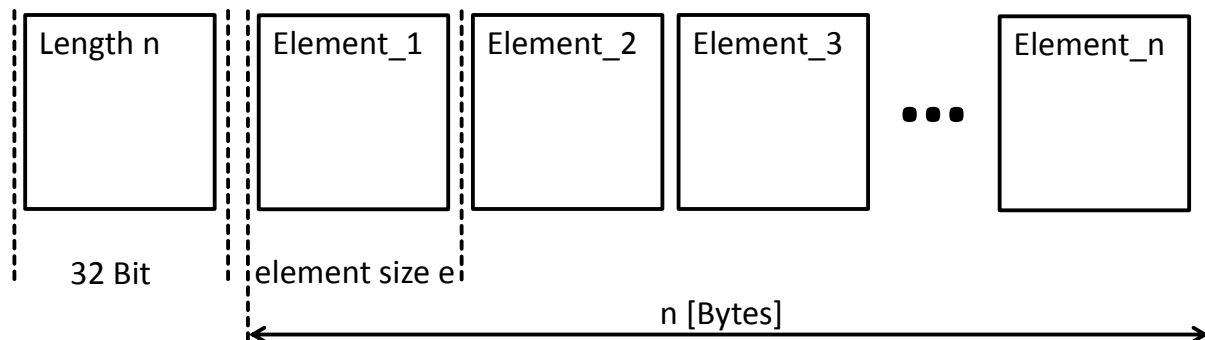 Length n
Element_1
Element_2
Element_3
Element_n
32 Bit
element size e
n [Bytes]